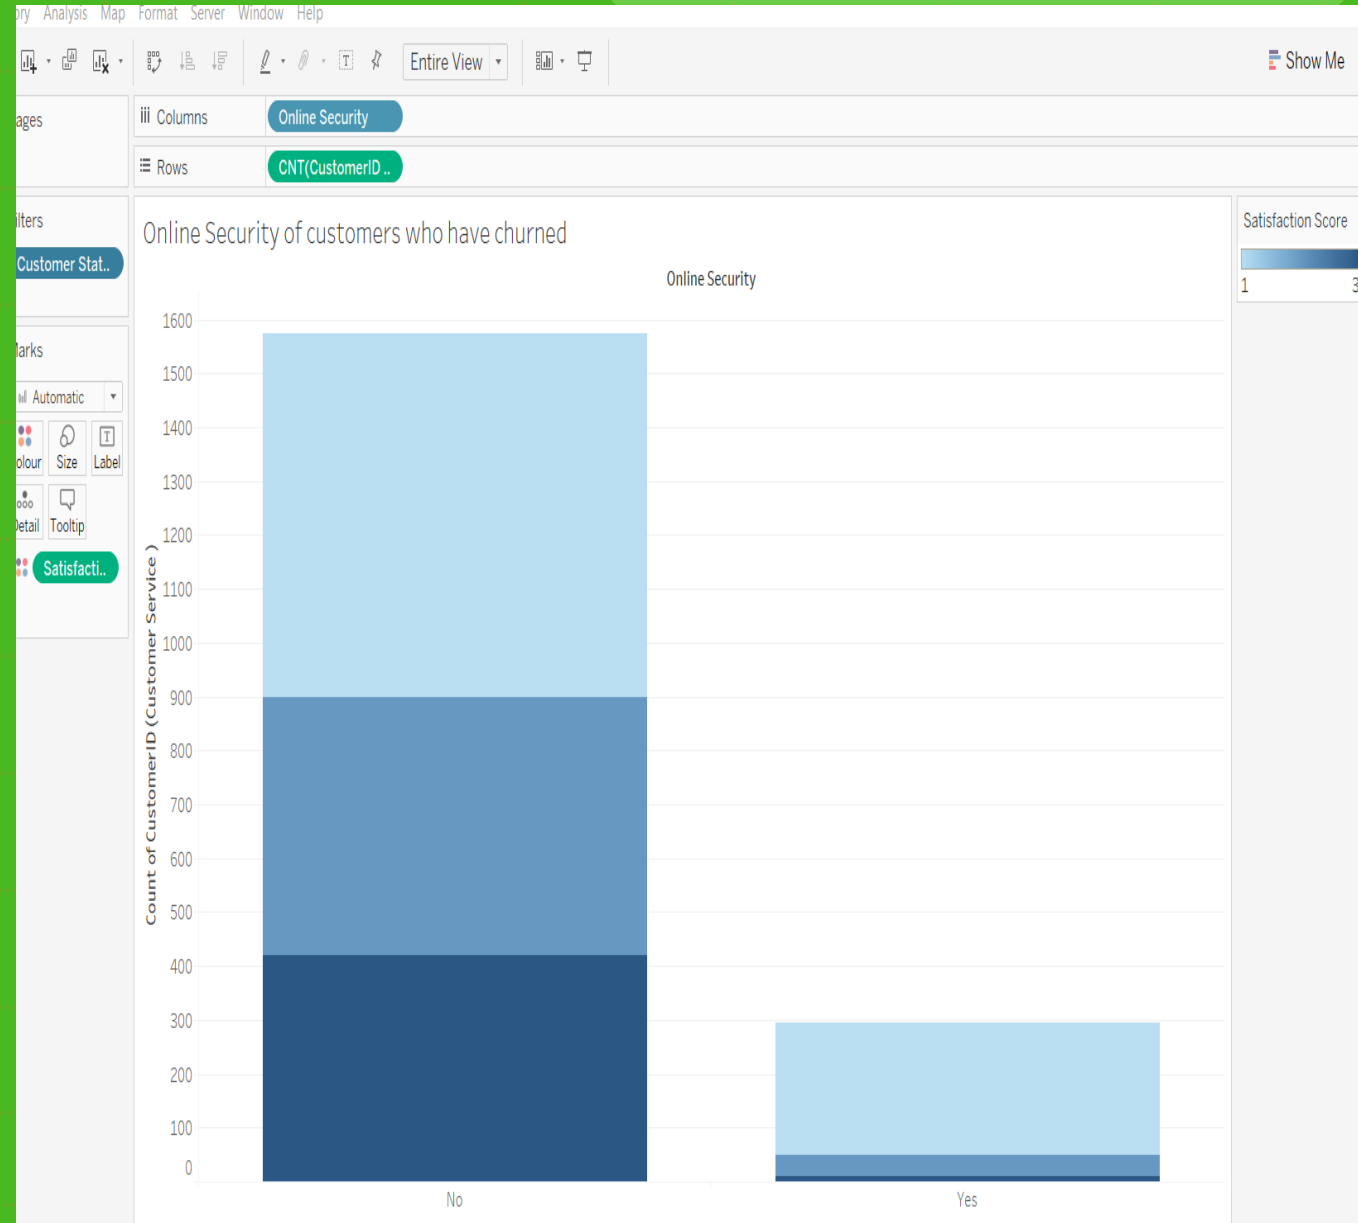 ory Analysis Map Format Server Window Help
Entire View
Show Me
ages
Columns
Online Security
Rows
CNT(CustomerID ..
ilters
Customer Stat..
Marks
Automatic
olour
Size
Label
Detail
Tooltip
Satisfacti..
Online Security of customers who have churned
Online Security
Count of CustomerID (Customer Service )
1600
1500
1400
1300
1200
1100
1000
900
800
700
600
500
400
300
200
100
0
No
Yes
Satisfaction Score
1
3